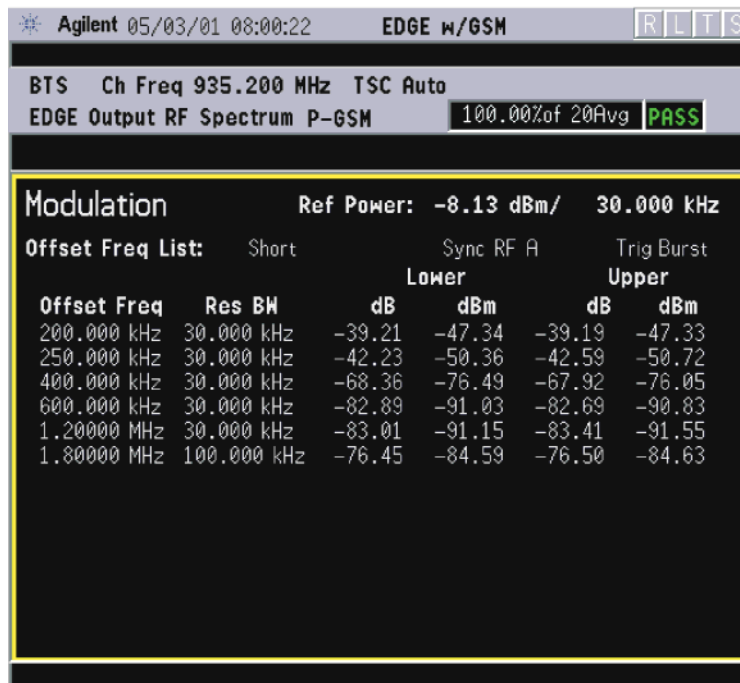 Agilent 05/03/01 08:00:22 EDGE w/GSM R L T S
BTS Ch Freq 935.200 MHz TSC Auto
EDGE Output RF Spectrum P-GSM 100.00%of 20Avg PASS
Modulation Ref Power: -8.13 dBm/ 30.000 kHz
Offset Freq List: Short Sync RF A Trig Burst
Lower Upper
Offset Freq Res BW dB dBm dB dBm
200.000 kHz 30.000 kHz -39.21 -47.34 -39.19 -47.33
250.000 kHz 30.000 kHz -42.23 -50.36 -42.59 -50.72
400.000 kHz 30.000 kHz -68.36 -76.49 -67.92 -76.05
600.000 kHz 30.000 kHz -82.89 -91.03 -82.69 -90.83
1.20000 MHz 30.000 kHz -83.01 -91.15 -83.41 -91.55
1.80000 MHz 100.000 kHz -76.45 -84.59 -76.50 -84.63